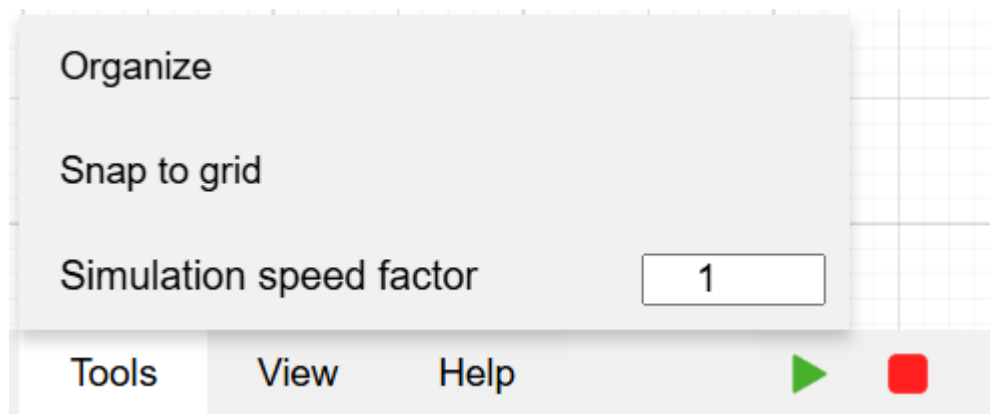 Organize
Snap to grid
Simulation speed factor 1
Tools View Help